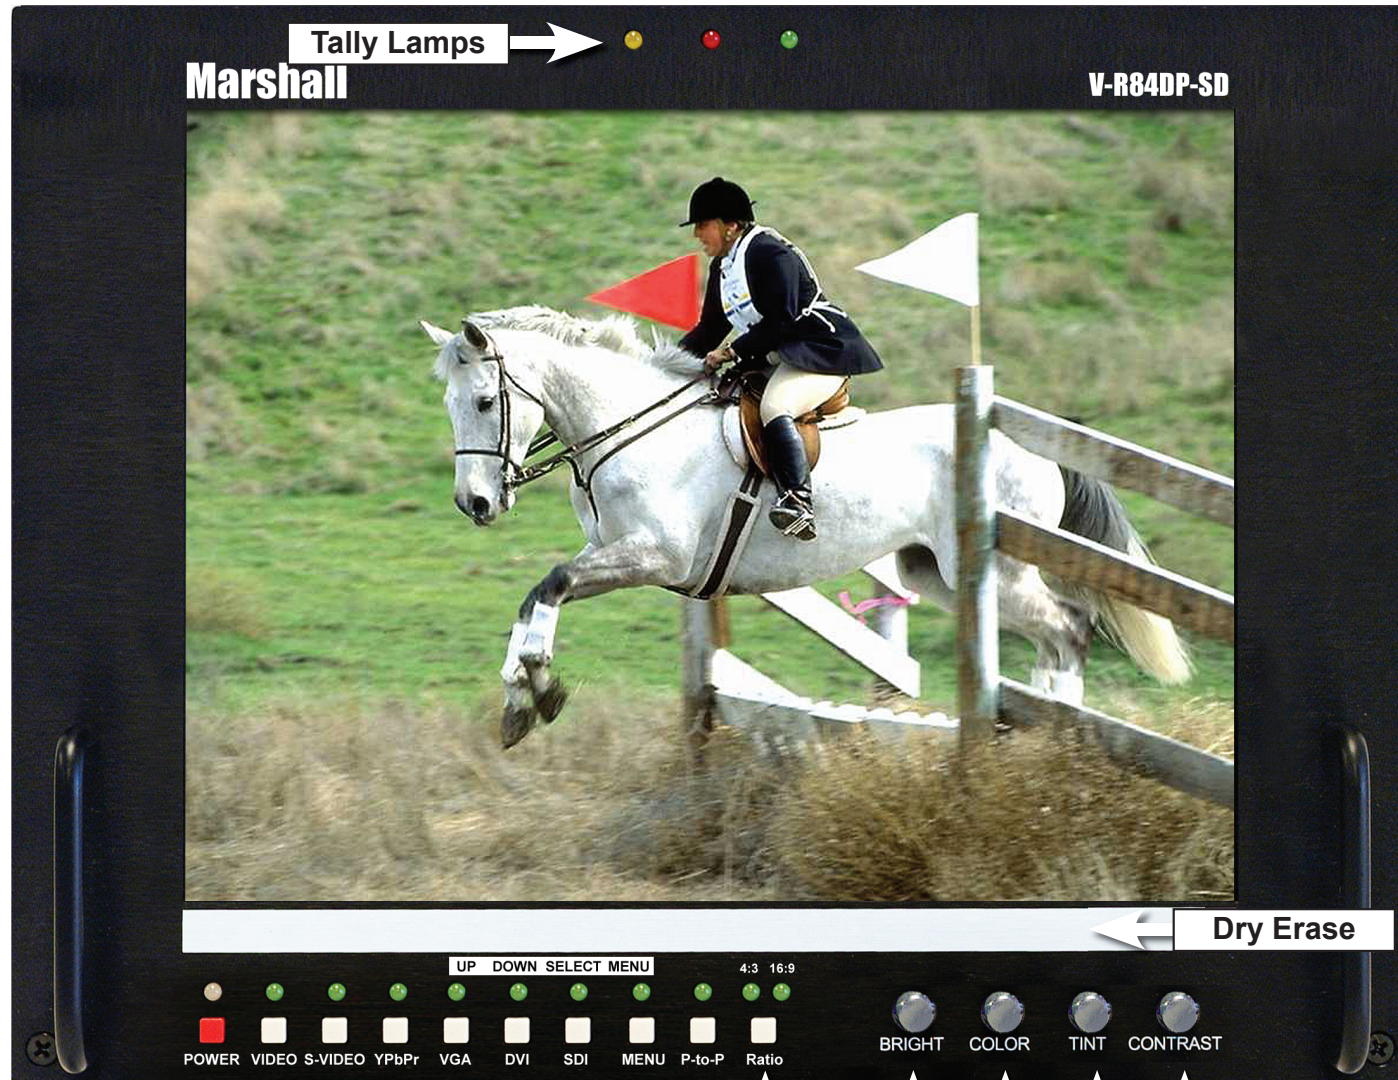 Tally Lamps
Marshall
V-R84DP-SD
Dry Erase
UP DOWN SELECT MENU
4:3 16:9
POWER VIDEO S-VIDEO YPbPr VGA DVI SDI MENU P-to-P Ratio
BRIGHT COLOR TINT CONTRAST